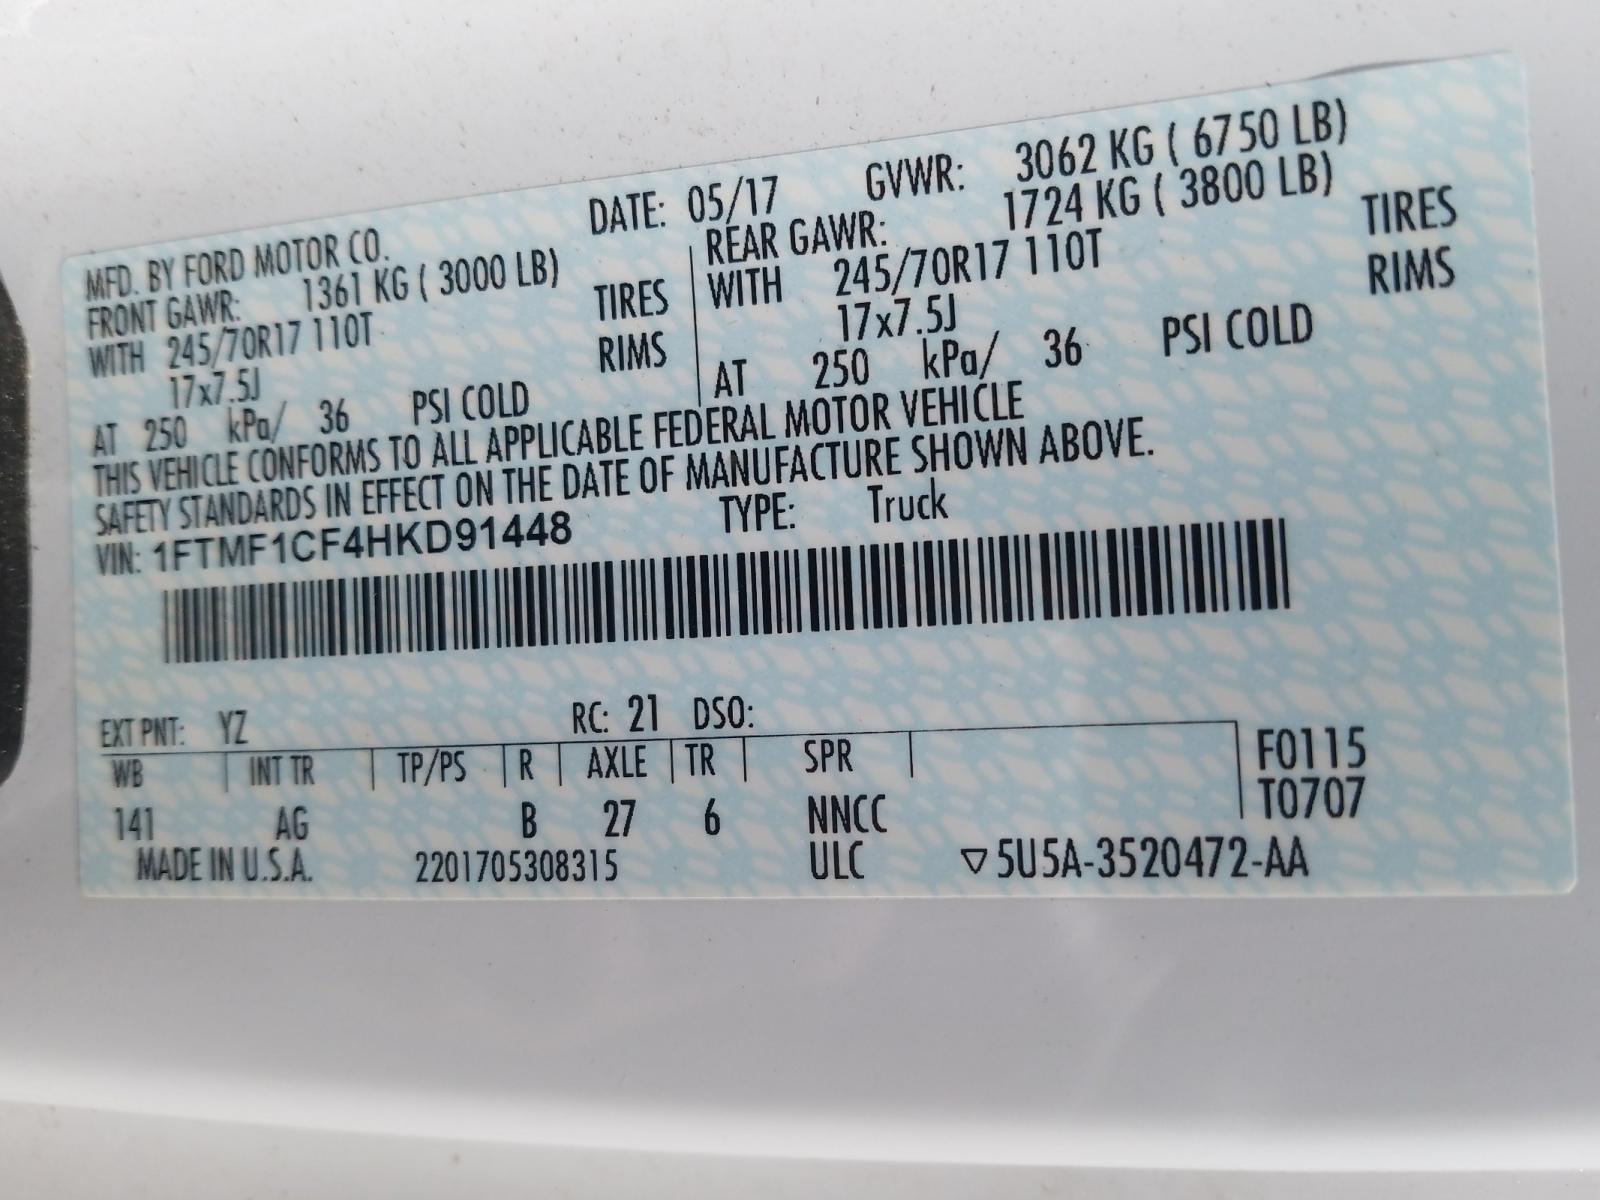 MFD. BY FORD MOTOR CO. DATE: 05/17 GVWR: 3062 KG ( 6750 LB)
FRONT GAWR: 1361 KG ( 3000 LB)
WITH 245/70R17 110T TIRES
17x7.5J RIMS
AT 250 kPa/ 36 PSI COLD
REAR GAWR: 1724 KG ( 3800 LB)
WITH 245/70R17 110T TIRES
17x7.5J RIMS
AT 250 kPa/ 36 PSI COLD
THIS VEHICLE CONFORMS TO ALL APPLICABLE FEDERAL MOTOR VEHICLE
SAFETY STANDARDS IN EFFECT ON THE DATE OF MANUFACTURE SHOWN ABOVE.
VIN: 1FTMF1CF4HKD91448 TYPE: Truck
EXT PNT: YZ RC: 21 DSO:
WB INT TR TP/PS R AXLE TR SPR F0115
141 AG B 27 6 NNCC T0707
MADE IN U.S.A. 2201705308315 ULC ▽5U5A-3520472-AA